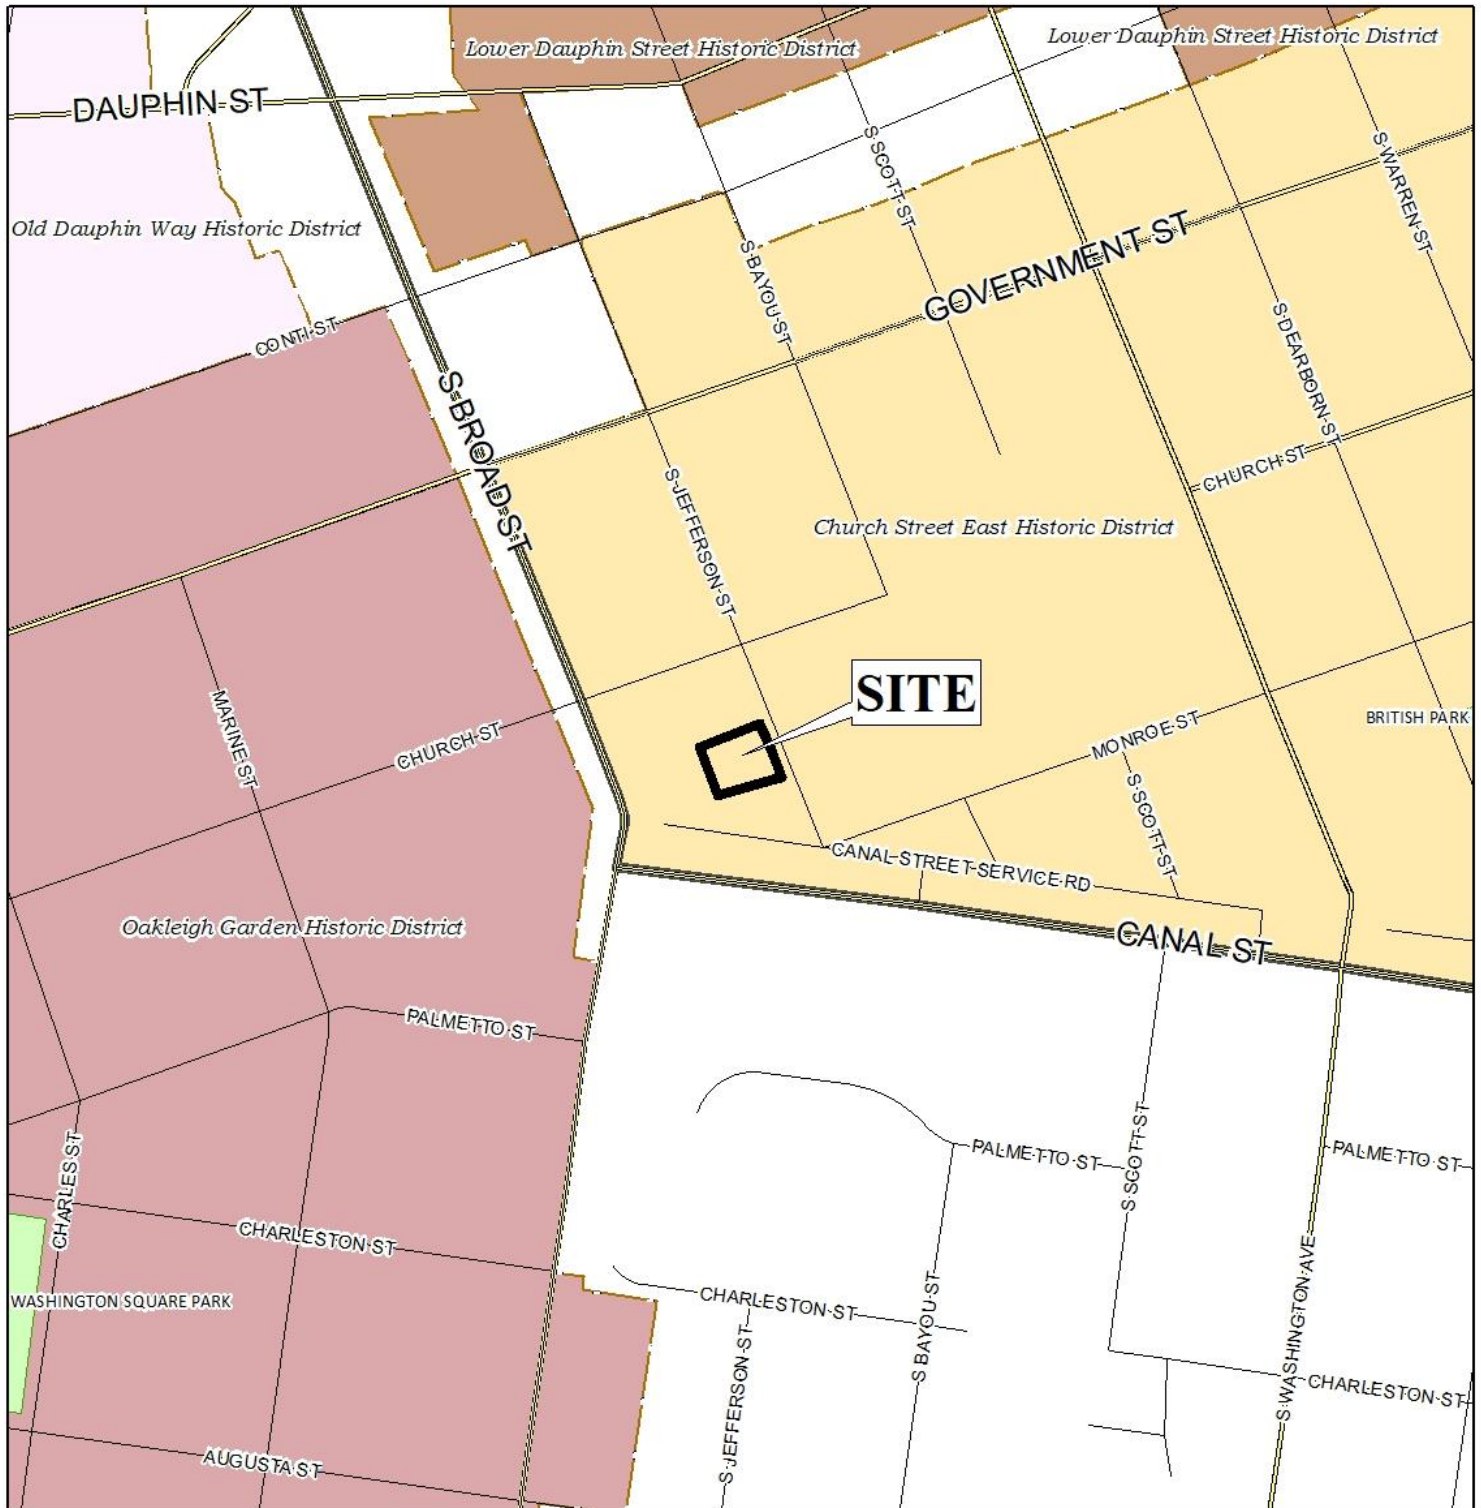 Lower Dauphin Street Historic District
Lower Dauphin Street Historic District
DAUPHIN ST
S SCOTT ST
S WARREN ST
Old Dauphin Way Historic District
S BAYOU ST
GOVERNMENT ST
CONTI ST
S DEARBORN ST
S BROAD ST
CHURCH ST
S JEFFERSON ST
Church Street East Historic District
SITE
MARINE ST
CHURCH ST
MONROE ST
BRITISH PARK
S SCOTT ST
CANAL STREET SERVICE RD
Oakleigh Garden Historic District
CANAL ST
PALMETTO ST
PALMETTO ST
S SCOTT ST
PALMETTO ST
CHARLES ST
CHARLESTON ST
WASHINGTON SQUARE PARK
CHARLESTON ST
S BAYOU ST
S WASHINGTON AVE
S JEFFERSON ST
CHARLESTON ST
AUGUSTA ST